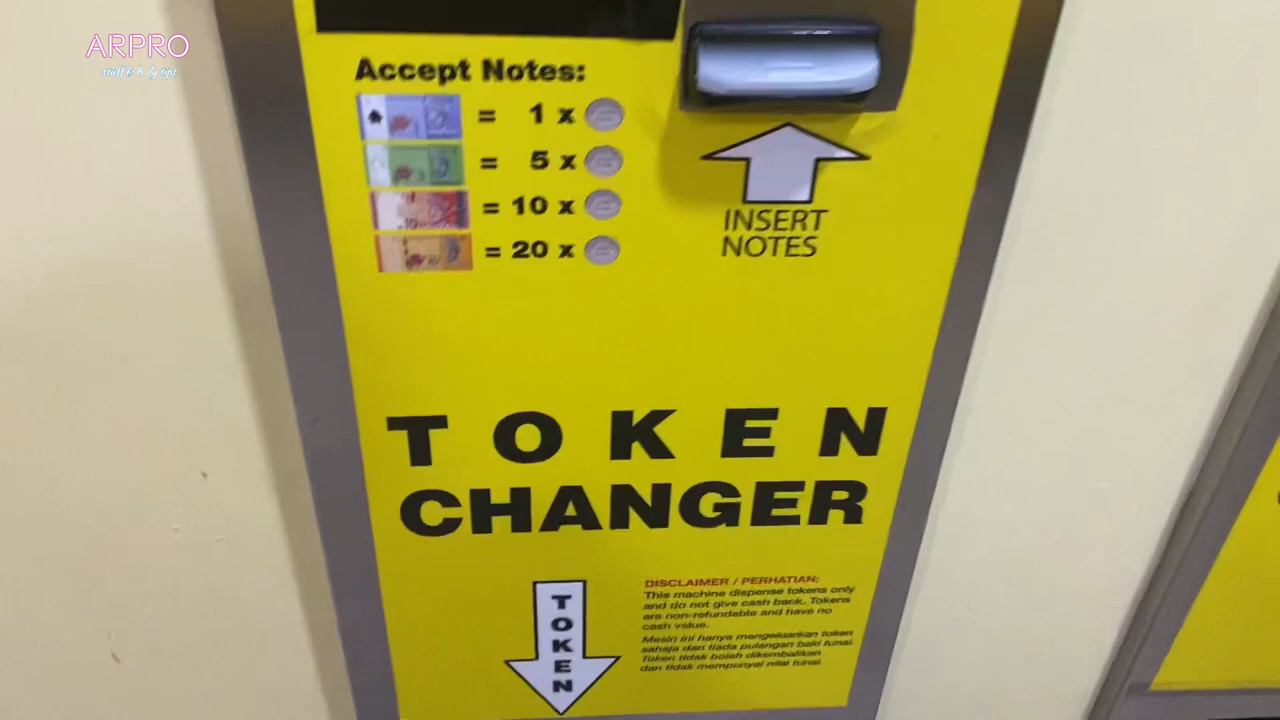 ARPRO
Accept Notes:
= 1 x
= 5 x
= 10 x
= 20 x
INSERT
NOTES
TOKEN
CHANGER
TOKEN
DISCLAIMER / PERHATIAN:
This machine dispense tokens only
and do not give cash back. Tokens
are non-refundable and have no
cash value.
Mesin ini hanya mengeluarkan token
sahaja dan tiada pulangan baki tunai.
Token tidak boleh dikembalikan
dan tidak mempunyai nilai tunai.